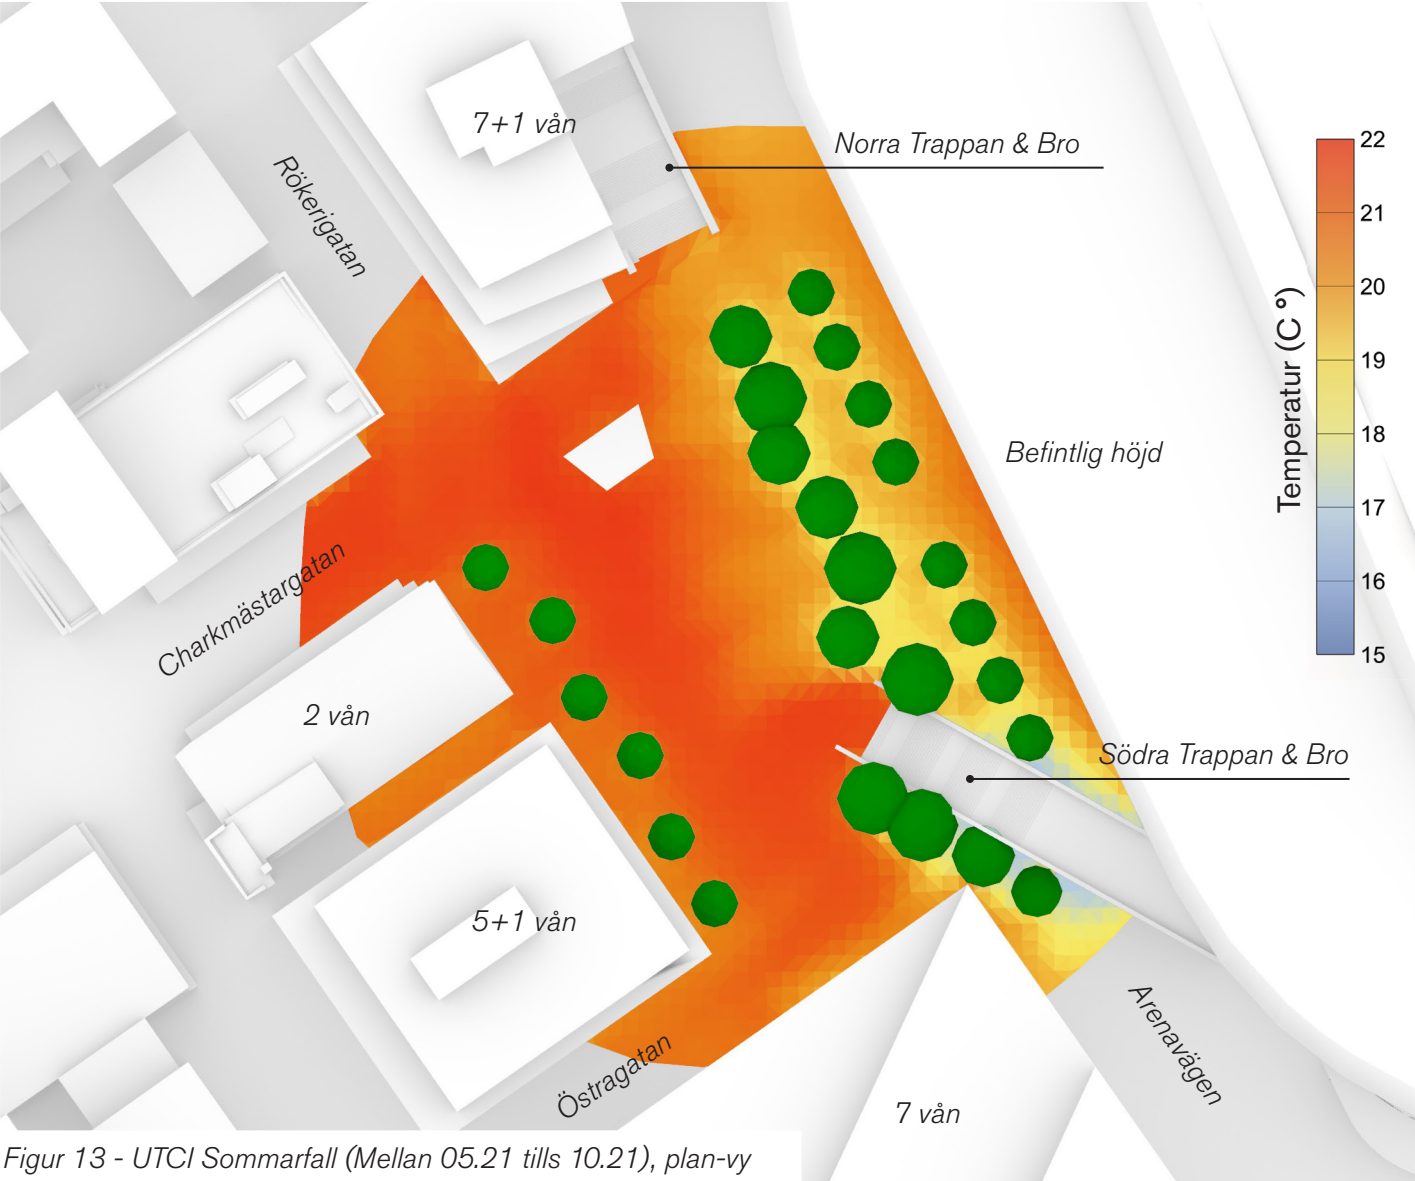 7+1 vån
Norra Trappan & Bro
Rökerigatan
22
21
20
19
18
17
16
15
Temperatur (C °)
Befintlig höjd
Charkmästargatan
2 vån
Södra Trappan & Bro
5+1 vån
Arenavägen
Östragatan
7 vån
Figur 13 - UTCI Sommarfall (Mellan 05.21 tills 10.21), plan-vy